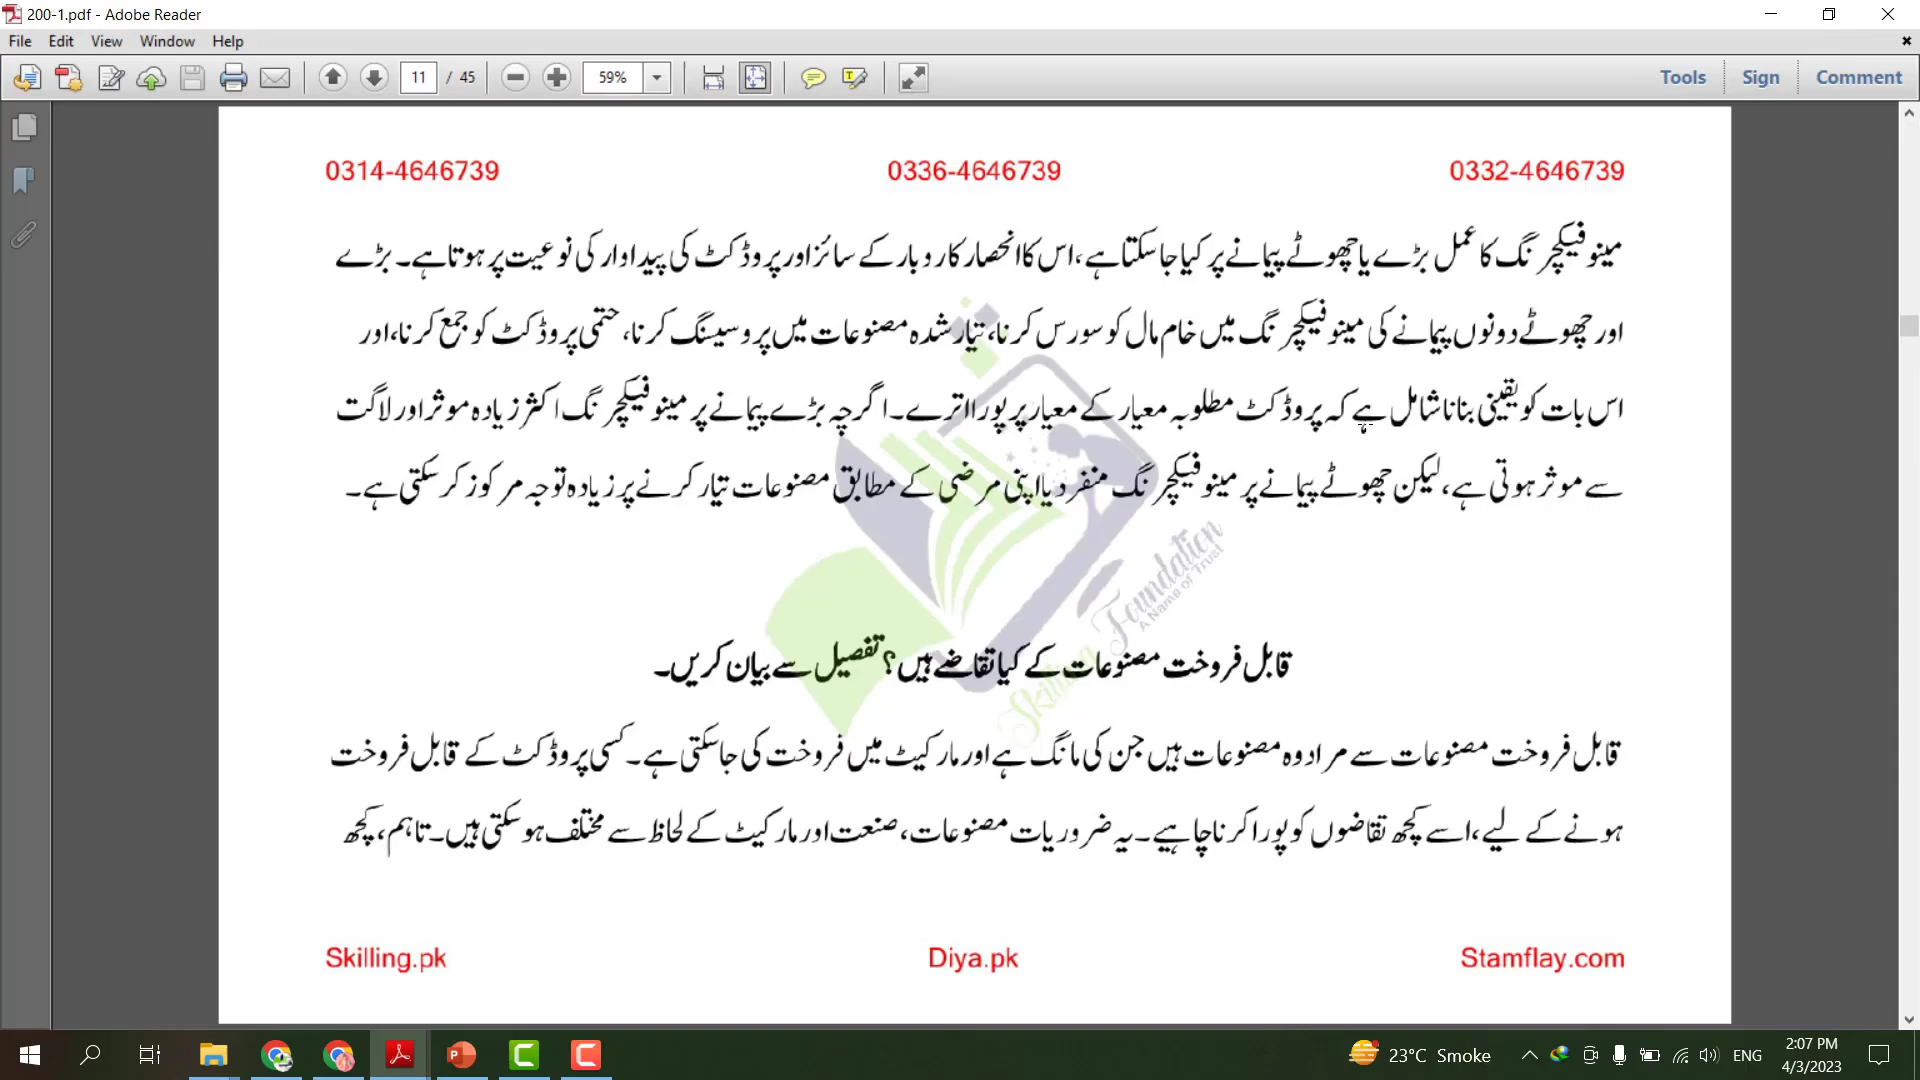 200-1.pdf - Adobe Reader
File Edit View Window Help
11 / 45 59% Tools Sign Comment
0314-4646739 0336-4646739 0332-4646739
مینوفیکچرنگ کا عمل بڑے یا چھوٹے پیمانے پر کیا جاسکتا ہے، اس کا انحصار کاروبار کے سائز اور پروڈکٹ کی پیداوار کی نوعیت پر ہوتا ہے۔ بڑے
اور چھوٹے دونوں پیمانے کی مینوفیکچرنگ میں خام مال کو سورس کرنا، تیار شدہ مصنوعات میں پروسیسنگ کرنا، حتمی پروڈکٹ کو جمع کرنا، اور
اس بات کو یقینی بنانا شامل ہے کہ پروڈکٹ مطلوبہ معیار کے معیار پر پورا اترے۔ اگرچہ بڑے پیمانے پر مینوفیکچرنگ اکثر زیادہ موثر اور لاگت
سے موثر ہوتی ہے، لیکن چھوٹے پیمانے پر مینوفیکچرنگ منفرد یا اپنی مرضی کے مطابق مصنوعات تیار کرنے پر زیادہ توجہ مرکوز کر سکتی ہے۔
قابل فروخت مصنوعات کے کیا تقاضے ہیں؟ تفصیل سے بیان کریں۔
قابل فروخت مصنوعات سے مراد وہ مصنوعات ہیں جن کی مانگ ہے اور مارکیٹ میں فروخت کی جاسکتی ہے۔ کسی پروڈکٹ کے قابل فروخت
ہونے کے لیے، اسے کچھ تقاضوں کو پورا کرنا چاہیے۔ یہ ضروریات مصنوعات، صنعت اور مارکیٹ کے لحاظ سے مختلف ہوسکتی ہیں۔ تاہم، کچھ
Skilling Foundation
A Name of Trust
Skilling.pk Diya.pk Stamflay.com
23°C Smoke ENG 2:07 PM
4/3/2023